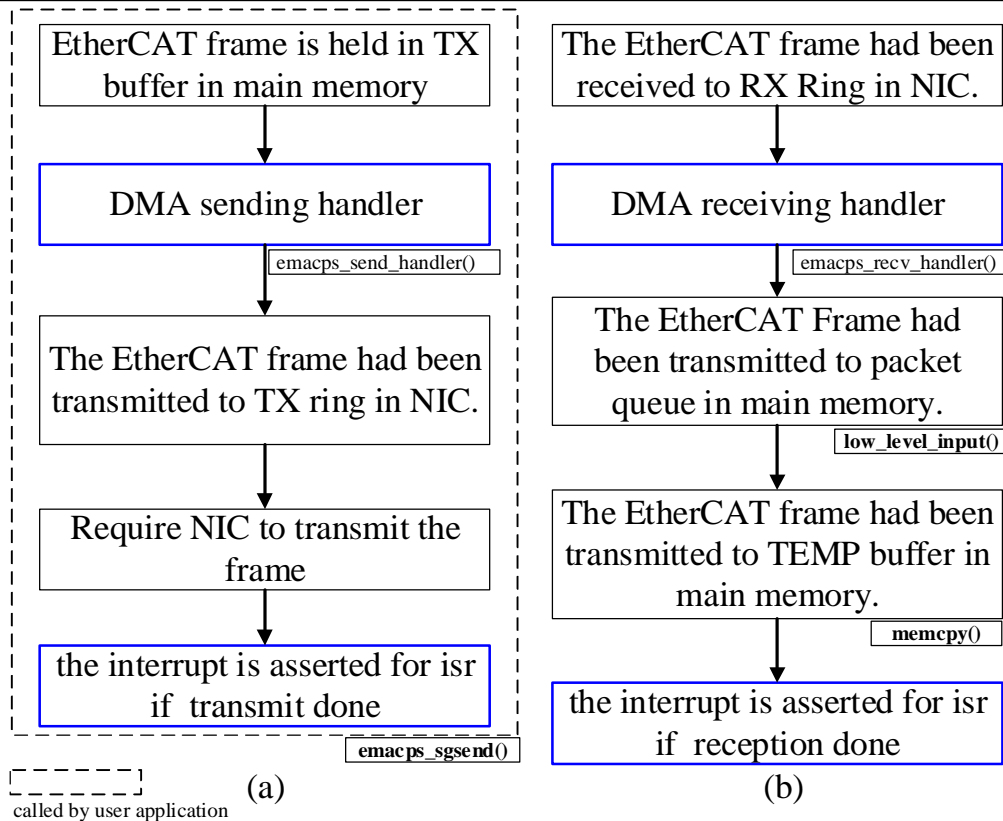 EtherCAT frame is held in TX
buffer in main memory
DMA sending handler
emacps_send_handler()
The EtherCAT frame had been
transmitted to TX ring in NIC.
Require NIC to transmit the
frame
the interrupt is asserted for isr
if transmit done
emacps_sgsend()
(a)
called by user application
The EtherCAT frame had been
received to RX Ring in NIC.
DMA receiving handler
emacps_recv_handler()
The EtherCAT Frame had
been transmitted to packet
queue in main memory.
low_level_input()
The EtherCAT frame had been
transmitted to TEMP buffer in
main memory.
memcpy()
the interrupt is asserted for isr
if reception done
(b)